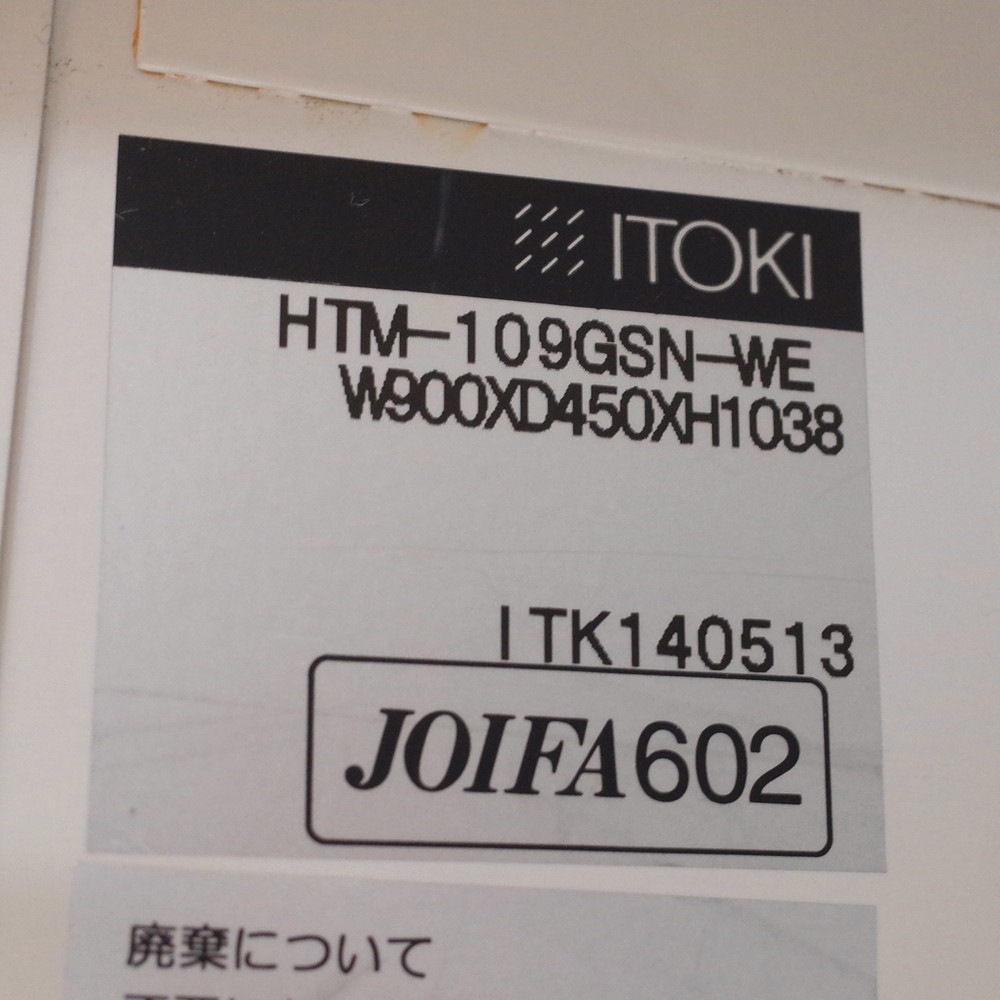 ITOKI
HTM-109GSN-WE
W900XD450XH1038
ITK140513
JOIFA602
廃棄について